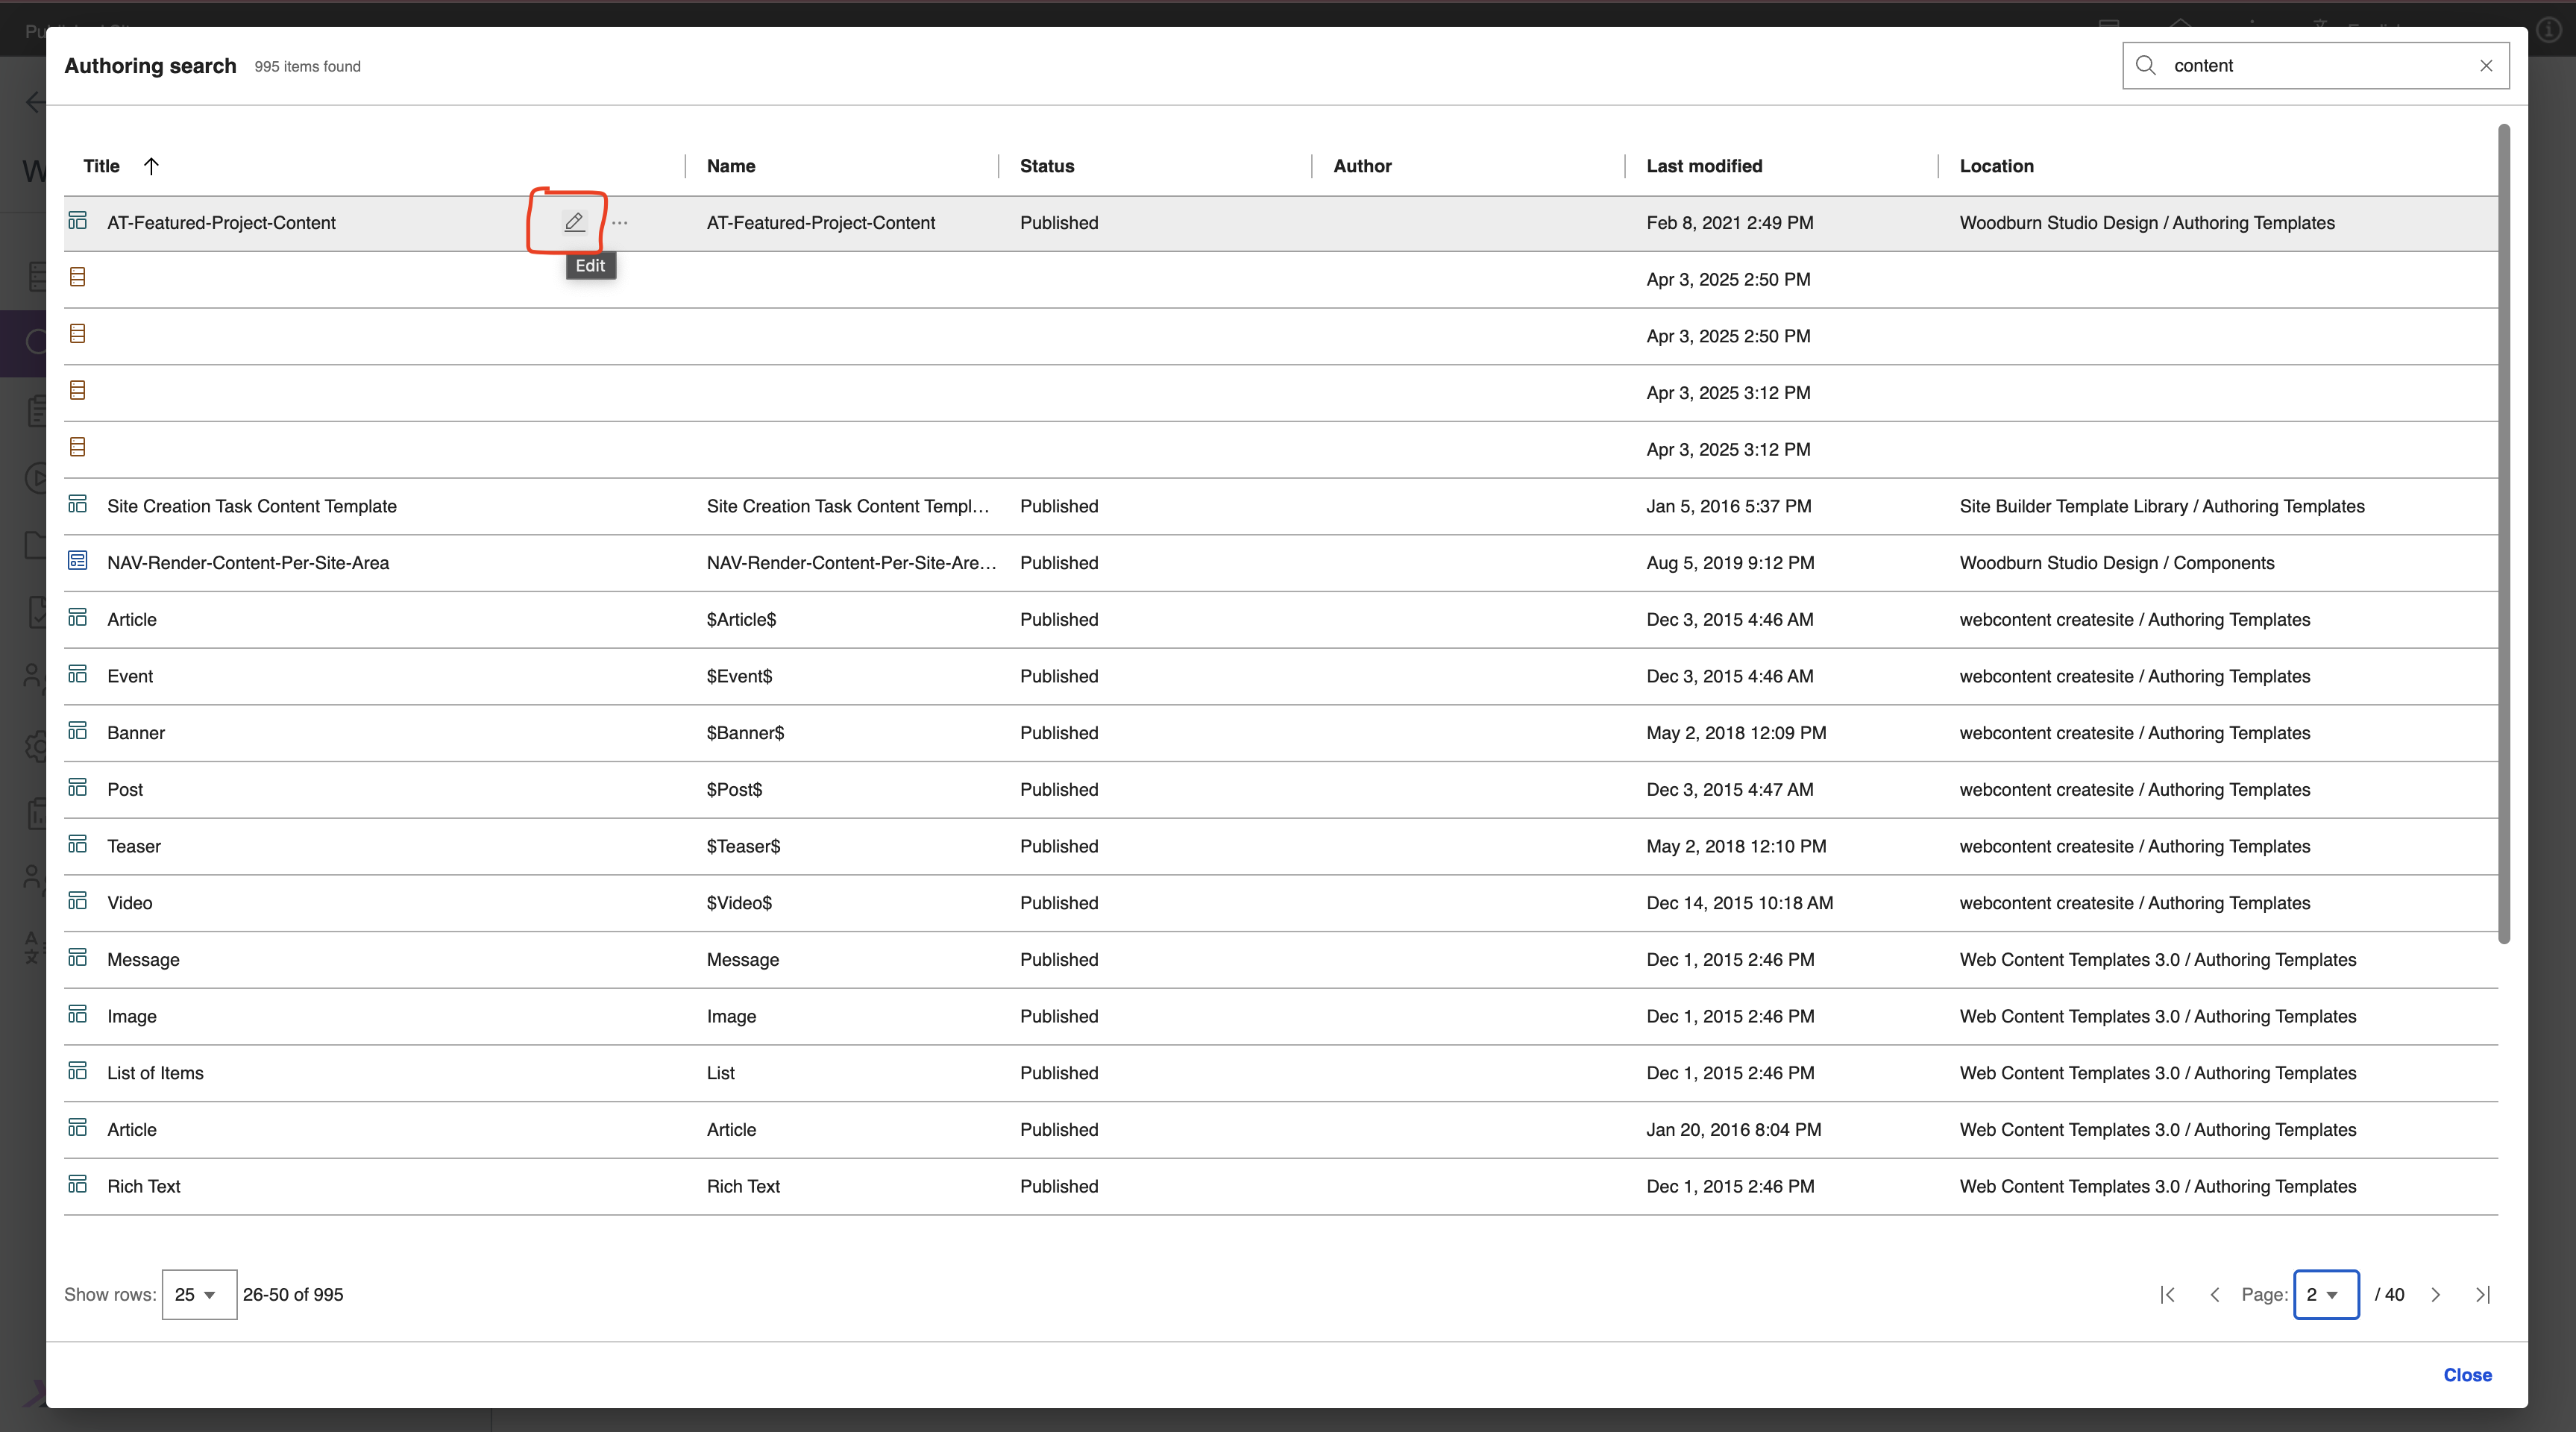 Authoring search 995 items found
content
Title Name Status Author Last modified Location
AT-Featured-Project-Content ... AT-Featured-Project-Content Published Feb 8, 2021 2:49 PM Woodburn Studio Design / Authoring Templates
Edit
Apr 3, 2025 2:50 PM
Apr 3, 2025 2:50 PM
Apr 3, 2025 3:12 PM
Apr 3, 2025 3:12 PM
Site Creation Task Content Template Site Creation Task Content Templ... Published Jan 5, 2016 5:37 PM Site Builder Template Library / Authoring Templates
NAV-Render-Content-Per-Site-Area NAV-Render-Content-Per-Site-Are... Published Aug 5, 2019 9:12 PM Woodburn Studio Design / Components
Article $Article$ Published Dec 3, 2015 4:46 AM webcontent createsite / Authoring Templates
Event $Event$ Published Dec 3, 2015 4:46 AM webcontent createsite / Authoring Templates
Banner $Banner$ Published May 2, 2018 12:09 PM webcontent createsite / Authoring Templates
Post $Post$ Published Dec 3, 2015 4:47 AM webcontent createsite / Authoring Templates
Teaser $Teaser$ Published May 2, 2018 12:10 PM webcontent createsite / Authoring Templates
Video $Video$ Published Dec 14, 2015 10:18 AM webcontent createsite / Authoring Templates
Message Message Published Dec 1, 2015 2:46 PM Web Content Templates 3.0 / Authoring Templates
Image Image Published Dec 1, 2015 2:46 PM Web Content Templates 3.0 / Authoring Templates
List of Items List Published Dec 1, 2015 2:46 PM Web Content Templates 3.0 / Authoring Templates
Article Article Published Jan 20, 2016 8:04 PM Web Content Templates 3.0 / Authoring Templates
Rich Text Rich Text Published Dec 1, 2015 2:46 PM Web Content Templates 3.0 / Authoring Templates
Show rows: 25 26-50 of 995 Page: 2 / 40
Close